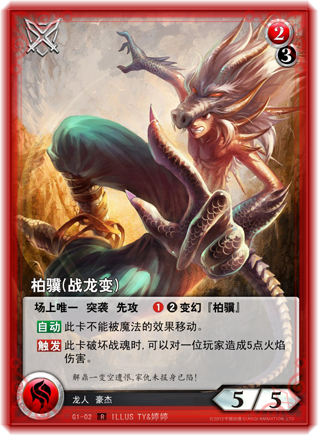 2
3
柏骥(战龙变)
场上唯一 突袭 先攻 1 2 变幻『柏骥』
自动 此卡不能被魔法的效果移动。
触发 此卡破坏战魂时,可以对一位玩家造成5点火焰
伤害。
解聶一变空遗恨,家仇未报身已陷!
龙人 豪杰
5/5
G1-02 R ILLUS TY&婷婷